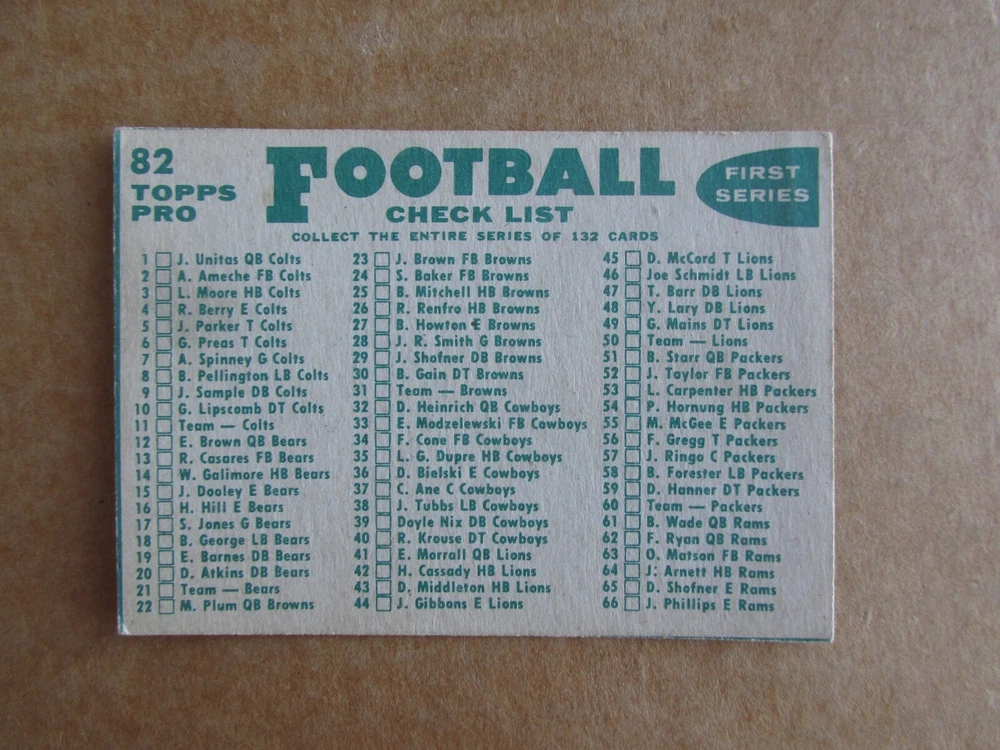 82
TOPPS
PRO
FOOTBALL
CHECK LIST
FIRST
SERIES
COLLECT THE ENTIRE SERIES OF 132 CARDS
1 J. Unitas QB Colts
2 A. Ameche FB Colts
3 L. Moore HB Colts
4 R. Berry E Colts
5 J. Parker T Colts
6 G. Preas T Colts
7 A. Spinney G Colts
8 B. Pellington LB Colts
9 J. Sample DB Colts
10 G. Lipscomb DT Colts
11 Team — Colts
12 E. Brown QB Bears
13 R. Casares FB Bears
14 W. Galimore HB Bears
15 J. Dooley E Bears
16 H. Hill E Bears
17 S. Jones G Bears
18 B. George LB Bears
19 E. Barnes DB Bears
20 D. Atkins DB Bears
21 Team — Bears
22 M. Plum QB Browns
23 J. Brown FB Browns
24 S. Baker FB Browns
25 B. Mitchell HB Browns
26 R. Renfro HB Browns
27 B. Howton E Browns
28 J. R. Smith G Browns
29 J. Shofner DB Browns
30 B. Gain DT Browns
31 Team — Browns
32 D. Heinrich QB Cowboys
33 E. Modzelewski FB Cowboys
34 F. Cone FB Cowboys
35 L. G. Dupre HB Cowboys
36 D. Bielski E Cowboys
37 C. Ane C Cowboys
38 J. Tubbs LB Cowboys
39 Doyle Nix DB Cowboys
40 R. Krouse DT Cowboys
41 E. Morrall QB Lions
42 H. Cassady HB Lions
43 D. Middleton HB Lions
44 J. Gibbons E Lions
45 D. McCord T Lions
46 Joe Schmidt LB Lions
47 T. Barr DB Lions
48 Y. Lary DB Lions
49 G. Mains DT Lions
50 Team — Lions
51 B. Starr QB Packers
52 J. Taylor FB Packers
53 L. Carpenter HB Packers
54 P. Hornung HB Packers
55 M. McGee E Packers
56 F. Gregg T Packers
57 J. Ringo C Packers
58 B. Forester LB Packers
59 D. Hanner DT Packers
60 Team — Packers
61 B. Wade QB Rams
62 F. Ryan QB Rams
63 O. Matson FB Rams
64 J. Arnett HB Rams
65 D. Shofner E Rams
66 J. Phillips E Rams